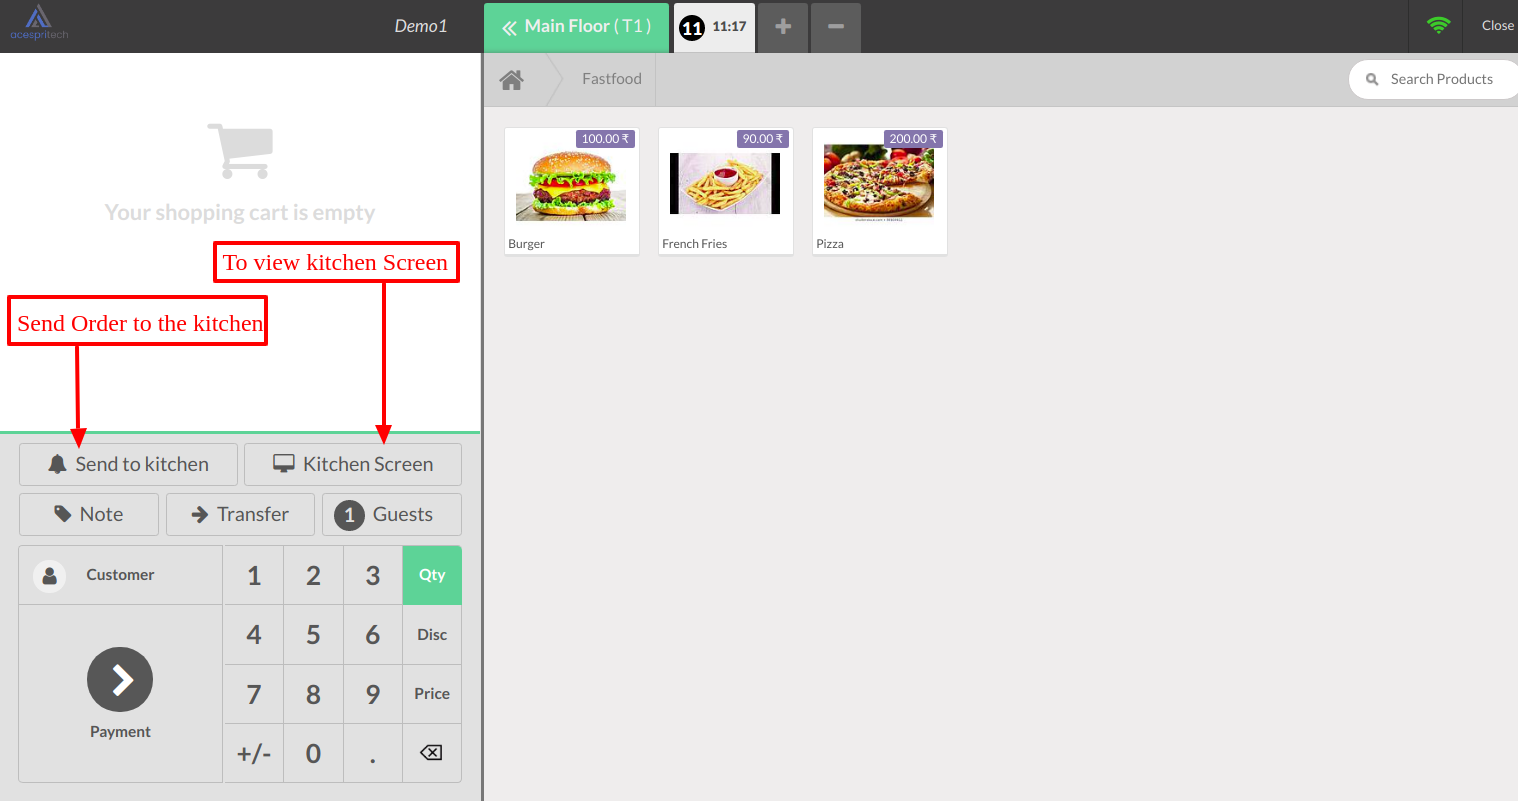 acespritech
Demo1
Main Floor ( T1 )
11 11:17
Close
Fastfood
Search Products
100.00 ₹
90.00 ₹
200.00 ₹
Burger
French Fries
Pizza
Your shopping cart is empty
To view kitchen Screen
Send Order to the kitchen
Send to kitchen
Kitchen Screen
Note
Transfer
1 Guests
Customer
Payment
1 2 3 Qty
4 5 6 Disc
7 8 9 Price
+/- 0 .